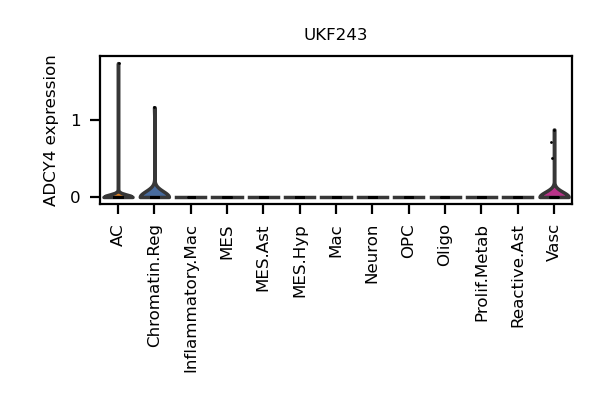 UKF243
ADCY4 expression
1
0
AC
Chromatin.Reg
Inflammatory.Mac
MES
MES.Ast
MES.Hyp
Mac
Neuron
OPC
Oligo
Prolif.Metab
Reactive.Ast
Vasc